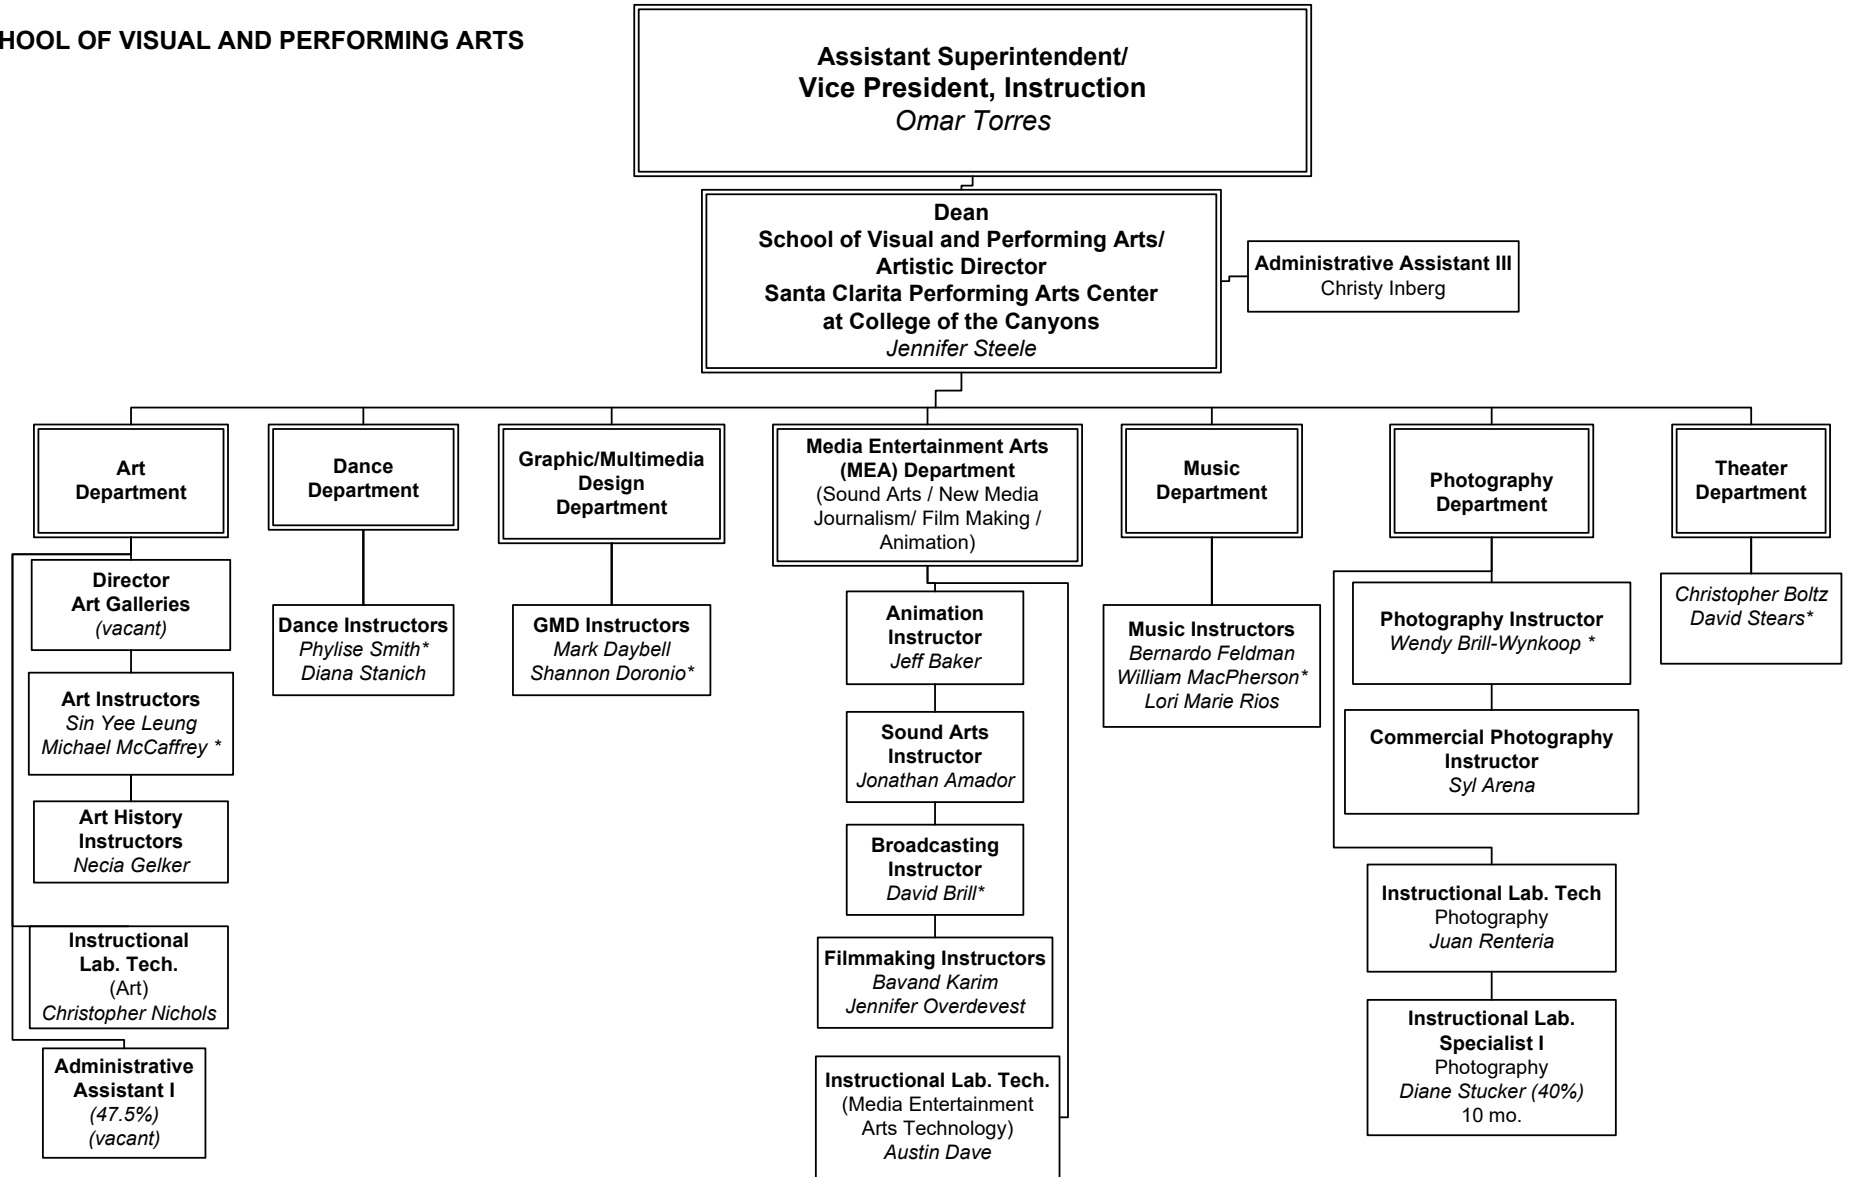 HOOL OF VISUAL AND PERFORMING ARTS
Assistant Superintendent/
Vice President, Instruction
Omar Torres
Dean
School of Visual and Performing Arts/
Artistic Director
Santa Clarita Performing Arts Center
at College of the Canyons
Jennifer Steele
Administrative Assistant III
Christy Inberg
Art
Department
Director
Art Galleries
(vacant)
Art Instructors
Sin Yee Leung
Michael McCaffrey *
Art History
Instructors
Necia Gelker
Instructional
Lab. Tech.
(Art)
Christopher Nichols
Administrative
Assistant I
(47.5%)
(vacant)
Dance
Department
Dance Instructors
Phylise Smith*
Diana Stanich
Graphic/Multimedia
Design
Department
GMD Instructors
Mark Daybell
Shannon Doronio*
Media Entertainment Arts
(MEA) Department
(Sound Arts / New Media
Journalism/ Film Making /
Animation)
Animation
Instructor
Jeff Baker
Sound Arts
Instructor
Jonathan Amador
Broadcasting
Instructor
David Brill*
Filmmaking Instructors
Bavand Karim
Jennifer Overdevest
Instructional Lab. Tech.
(Media Entertainment
Arts Technology)
Austin Dave
Music
Department
Music Instructors
Bernardo Feldman
William MacPherson*
Lori Marie Rios
Photography
Department
Photography Instructor
Wendy Brill-Wynkoop *
Commercial Photography
Instructor
Syl Arena
Instructional Lab. Tech
Photography
Juan Renteria
Instructional Lab.
Specialist I
Photography
Diane Stucker (40%)
10 mo.
Theater
Department
Christopher Boltz
David Stears*